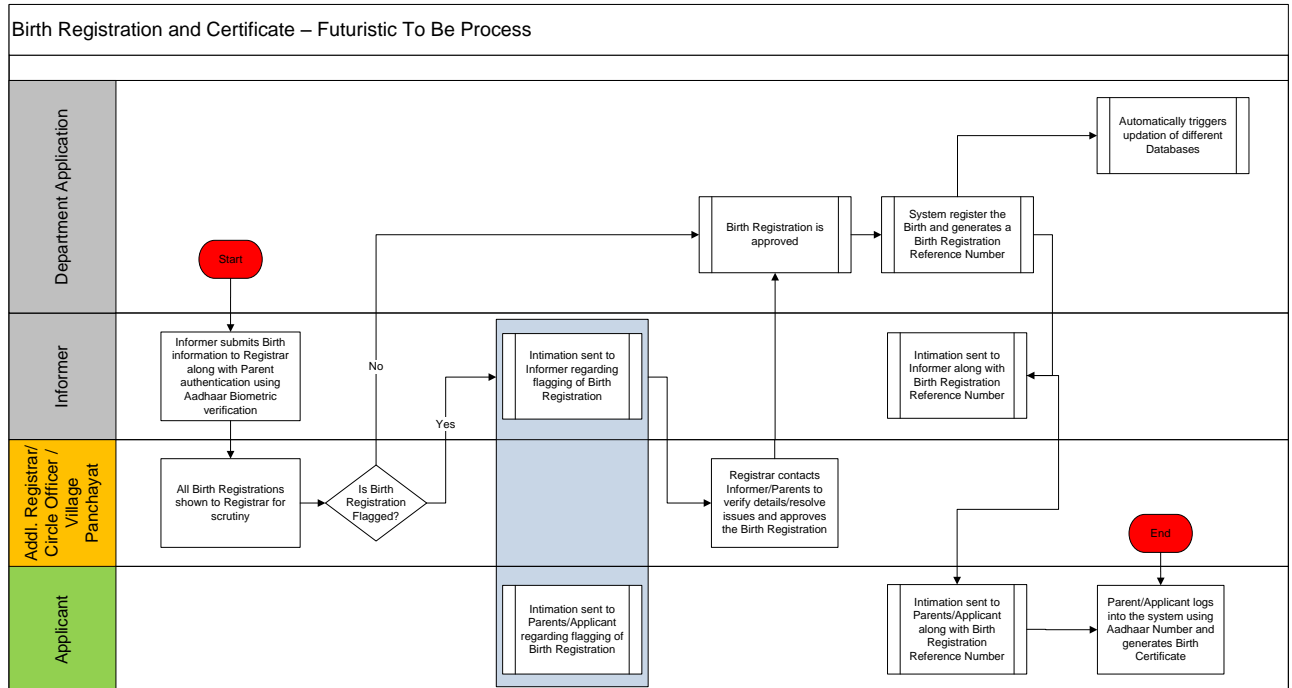 Birth Registration and Certificate – Futuristic To Be Process
Department Application
Start
Automatically triggers
updation of different
Databases
Birth Registration is
approved
System register the
Birth and generates a
Birth Registration
Reference Number
Informer
Informer submits Birth
information to Registrar
along with Parent
authentication using
Aadhaar Biometric
verification
No
Yes
Intimation sent to
Informer regarding
flagging of Birth
Registration
Intimation sent to
Informer along with
Birth Registration
Reference Number
Addl. Registrar/
Circle Officer /
Village
Panchayat
All Birth Registrations
shown to Registrar for
scrutiny
Is Birth
Registration
Flagged?
Registrar contacts
Informer/Parents to
verify details/resolve
issues and approves
the Birth Registration
End
Applicant
Intimation sent to
Parents/Applicant
regarding flagging of
Birth Registration
Intimation sent to
Parents/Applicant
along with Birth
Registration
Reference Number
Parent/Applicant logs
into the system using
Aadhaar Number and
generates Birth
Certificate